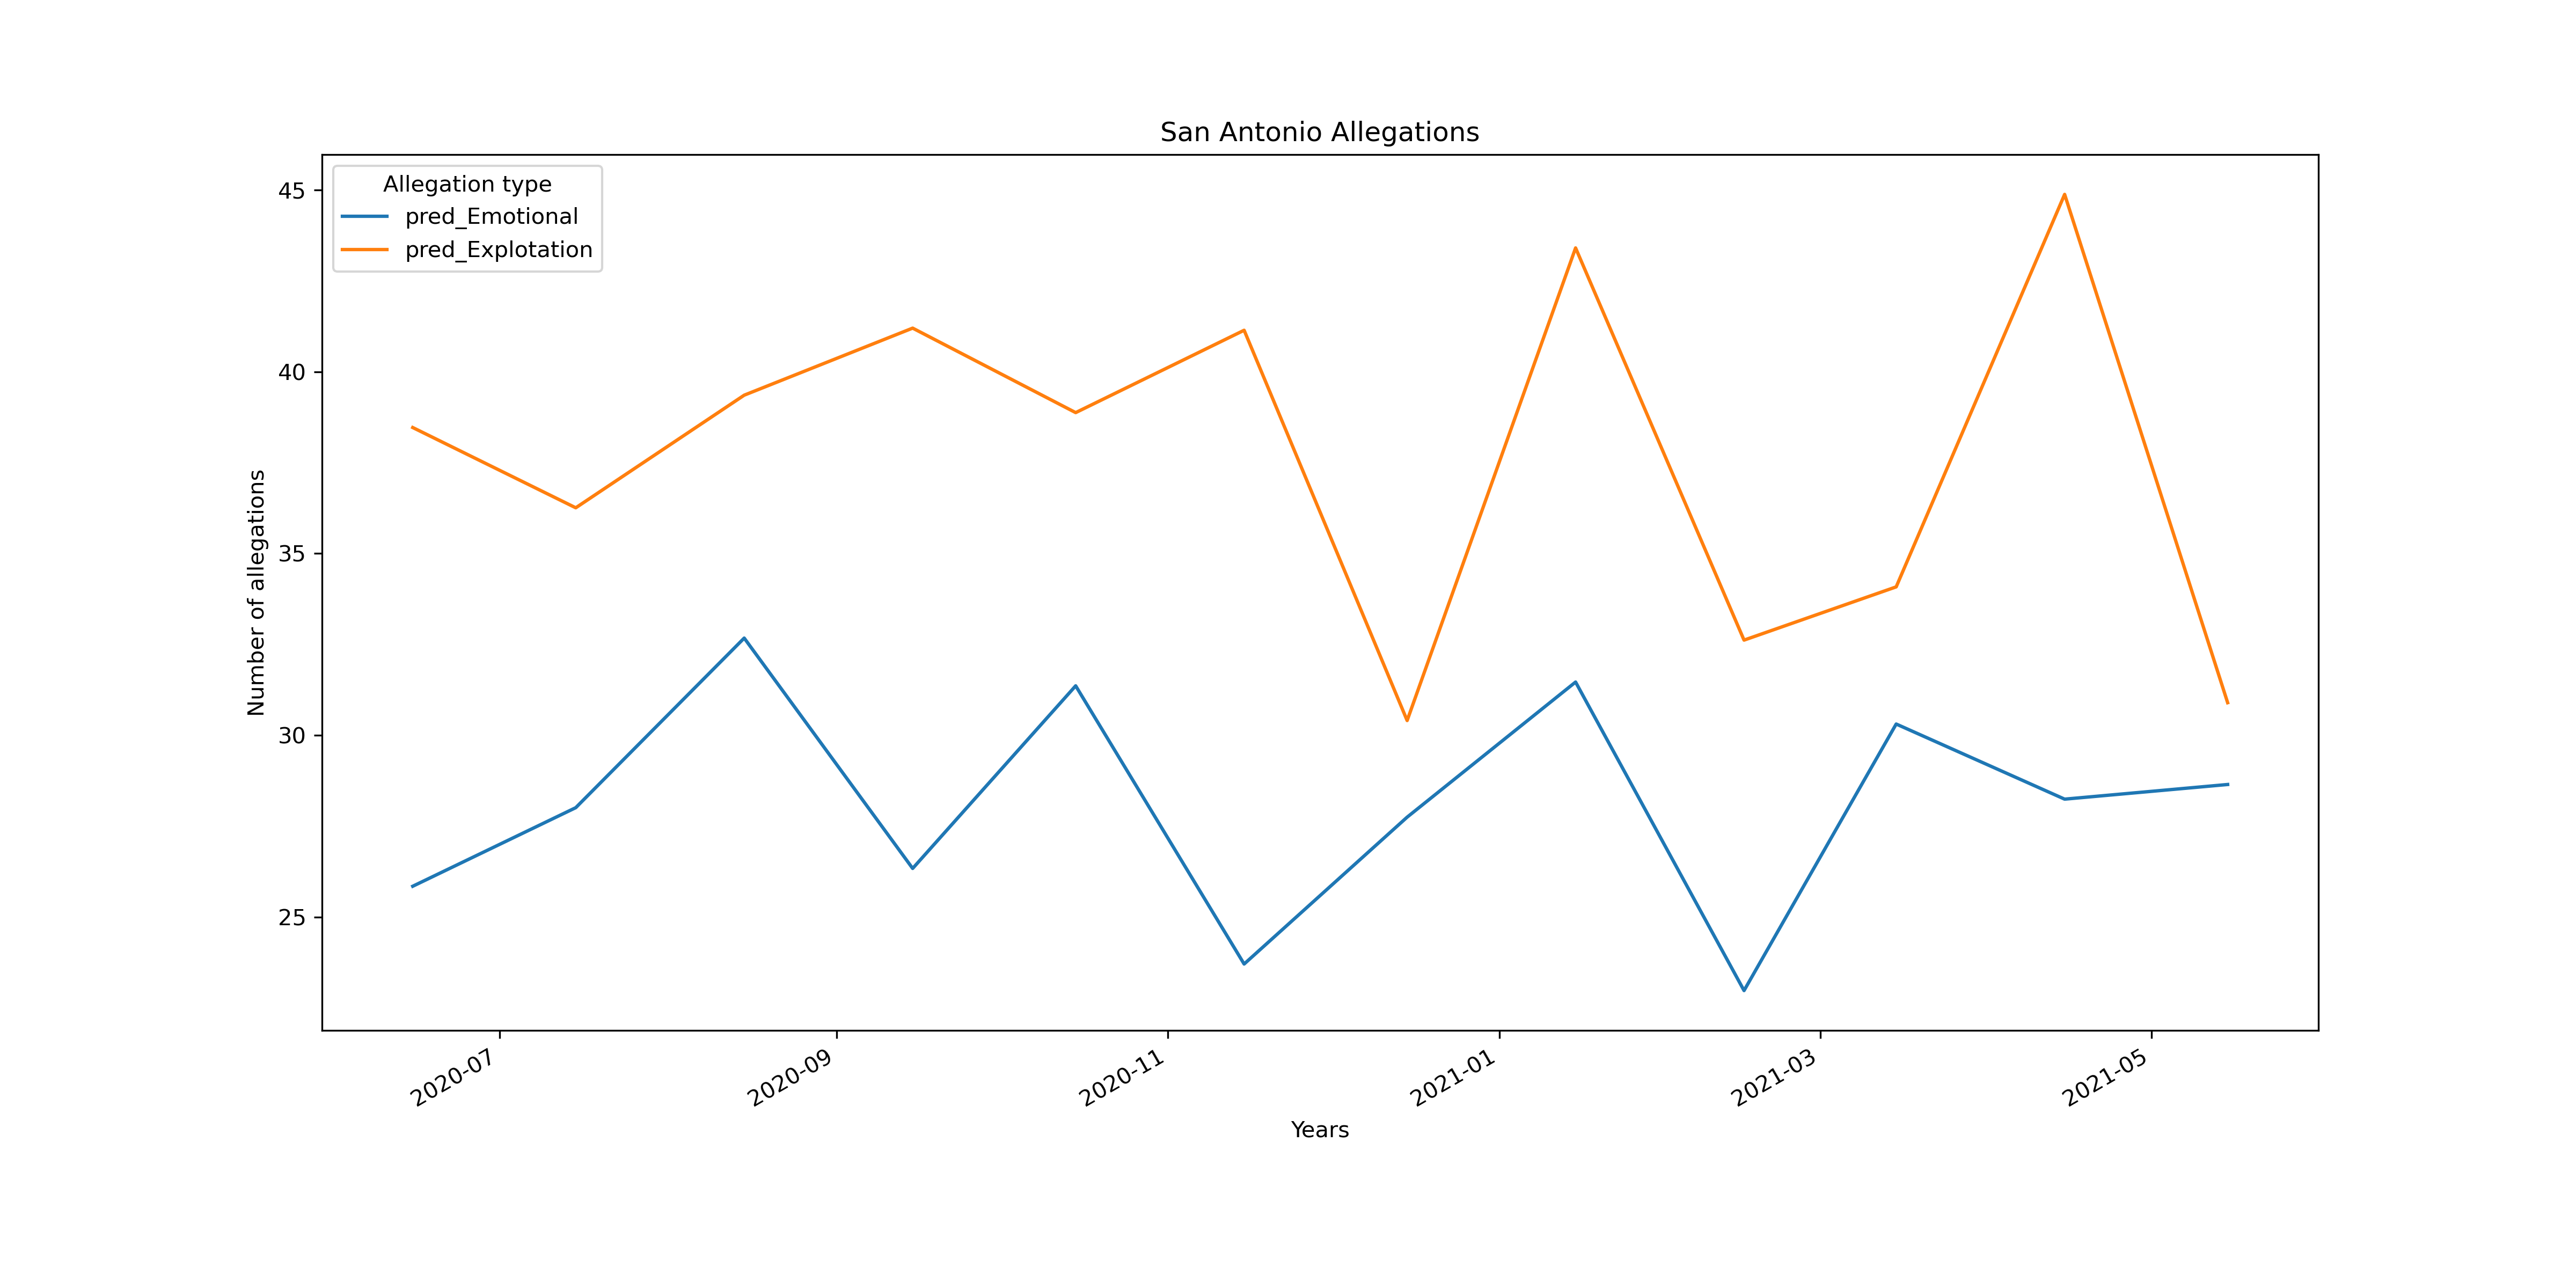 San Antonio Allegations
Allegation type
pred_Emotional
pred_Explotation
Number of allegations
45
40
35
30
25
2020-07
2020-09
2020-11
2021-01
2021-03
2021-05
Years